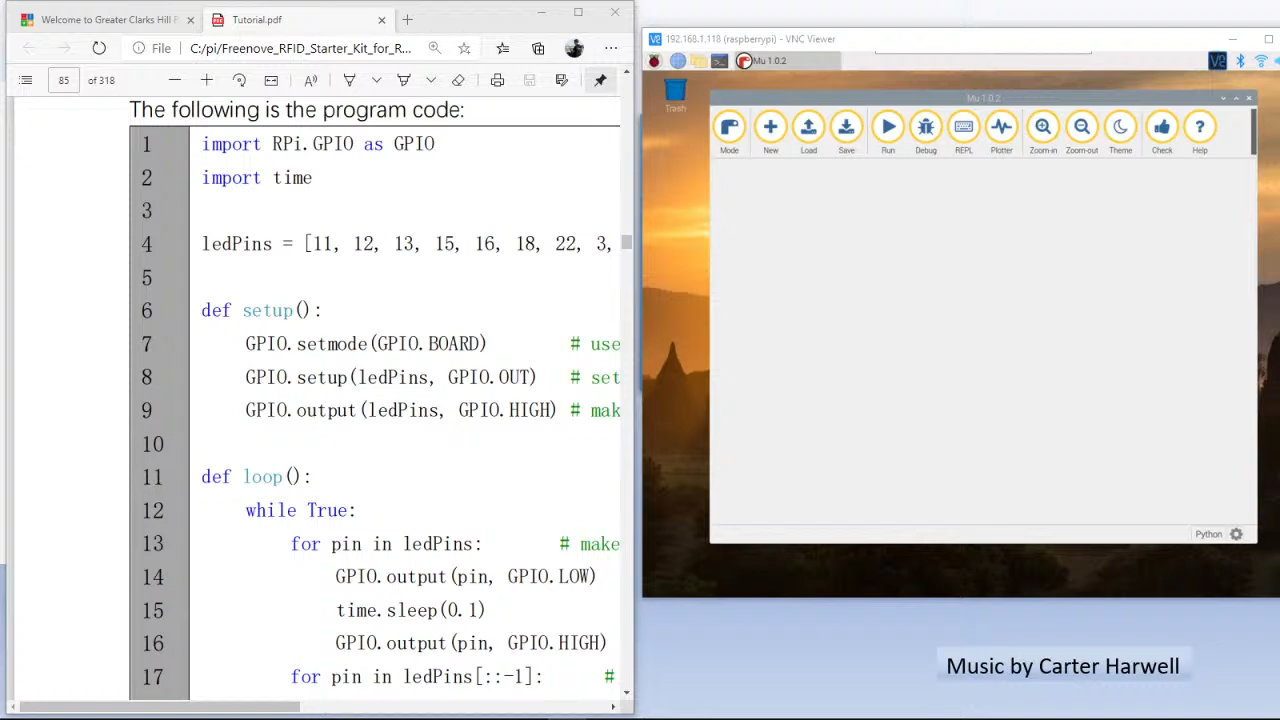 Welcome to Greater Clarks Hill
Tutorial.pdf
File
C:/pi/Freenove_RFID_Starter_Kit_for_R...
85 of 318
The following is the program code:
1 import RPi.GPIO as GPIO
2 import time
3
4 ledPins = [11, 12, 13, 15, 16, 18, 22, 3,
5
6 def setup():
7 GPIO.setmode(GPIO.BOARD) # use
8 GPIO.setup(ledPins, GPIO.OUT) # set
9 GPIO.output(ledPins, GPIO.HIGH) # mak
10
11 def loop():
12 while True:
13 for pin in ledPins: # make
14 GPIO.output(pin, GPIO.LOW)
15 time.sleep(0.1)
16 GPIO.output(pin, GPIO.HIGH)
17 for pin in ledPins[::-1]: #
192.168.1.118 (raspberrypi) - VNC Viewer
Mu 1.0.2
Trash
Mu 1.0.2
Mode New Load Save Run Debug REPL Plotter Zoom-in Zoom-out Theme Check Help
Python
Music by Carter Harwell